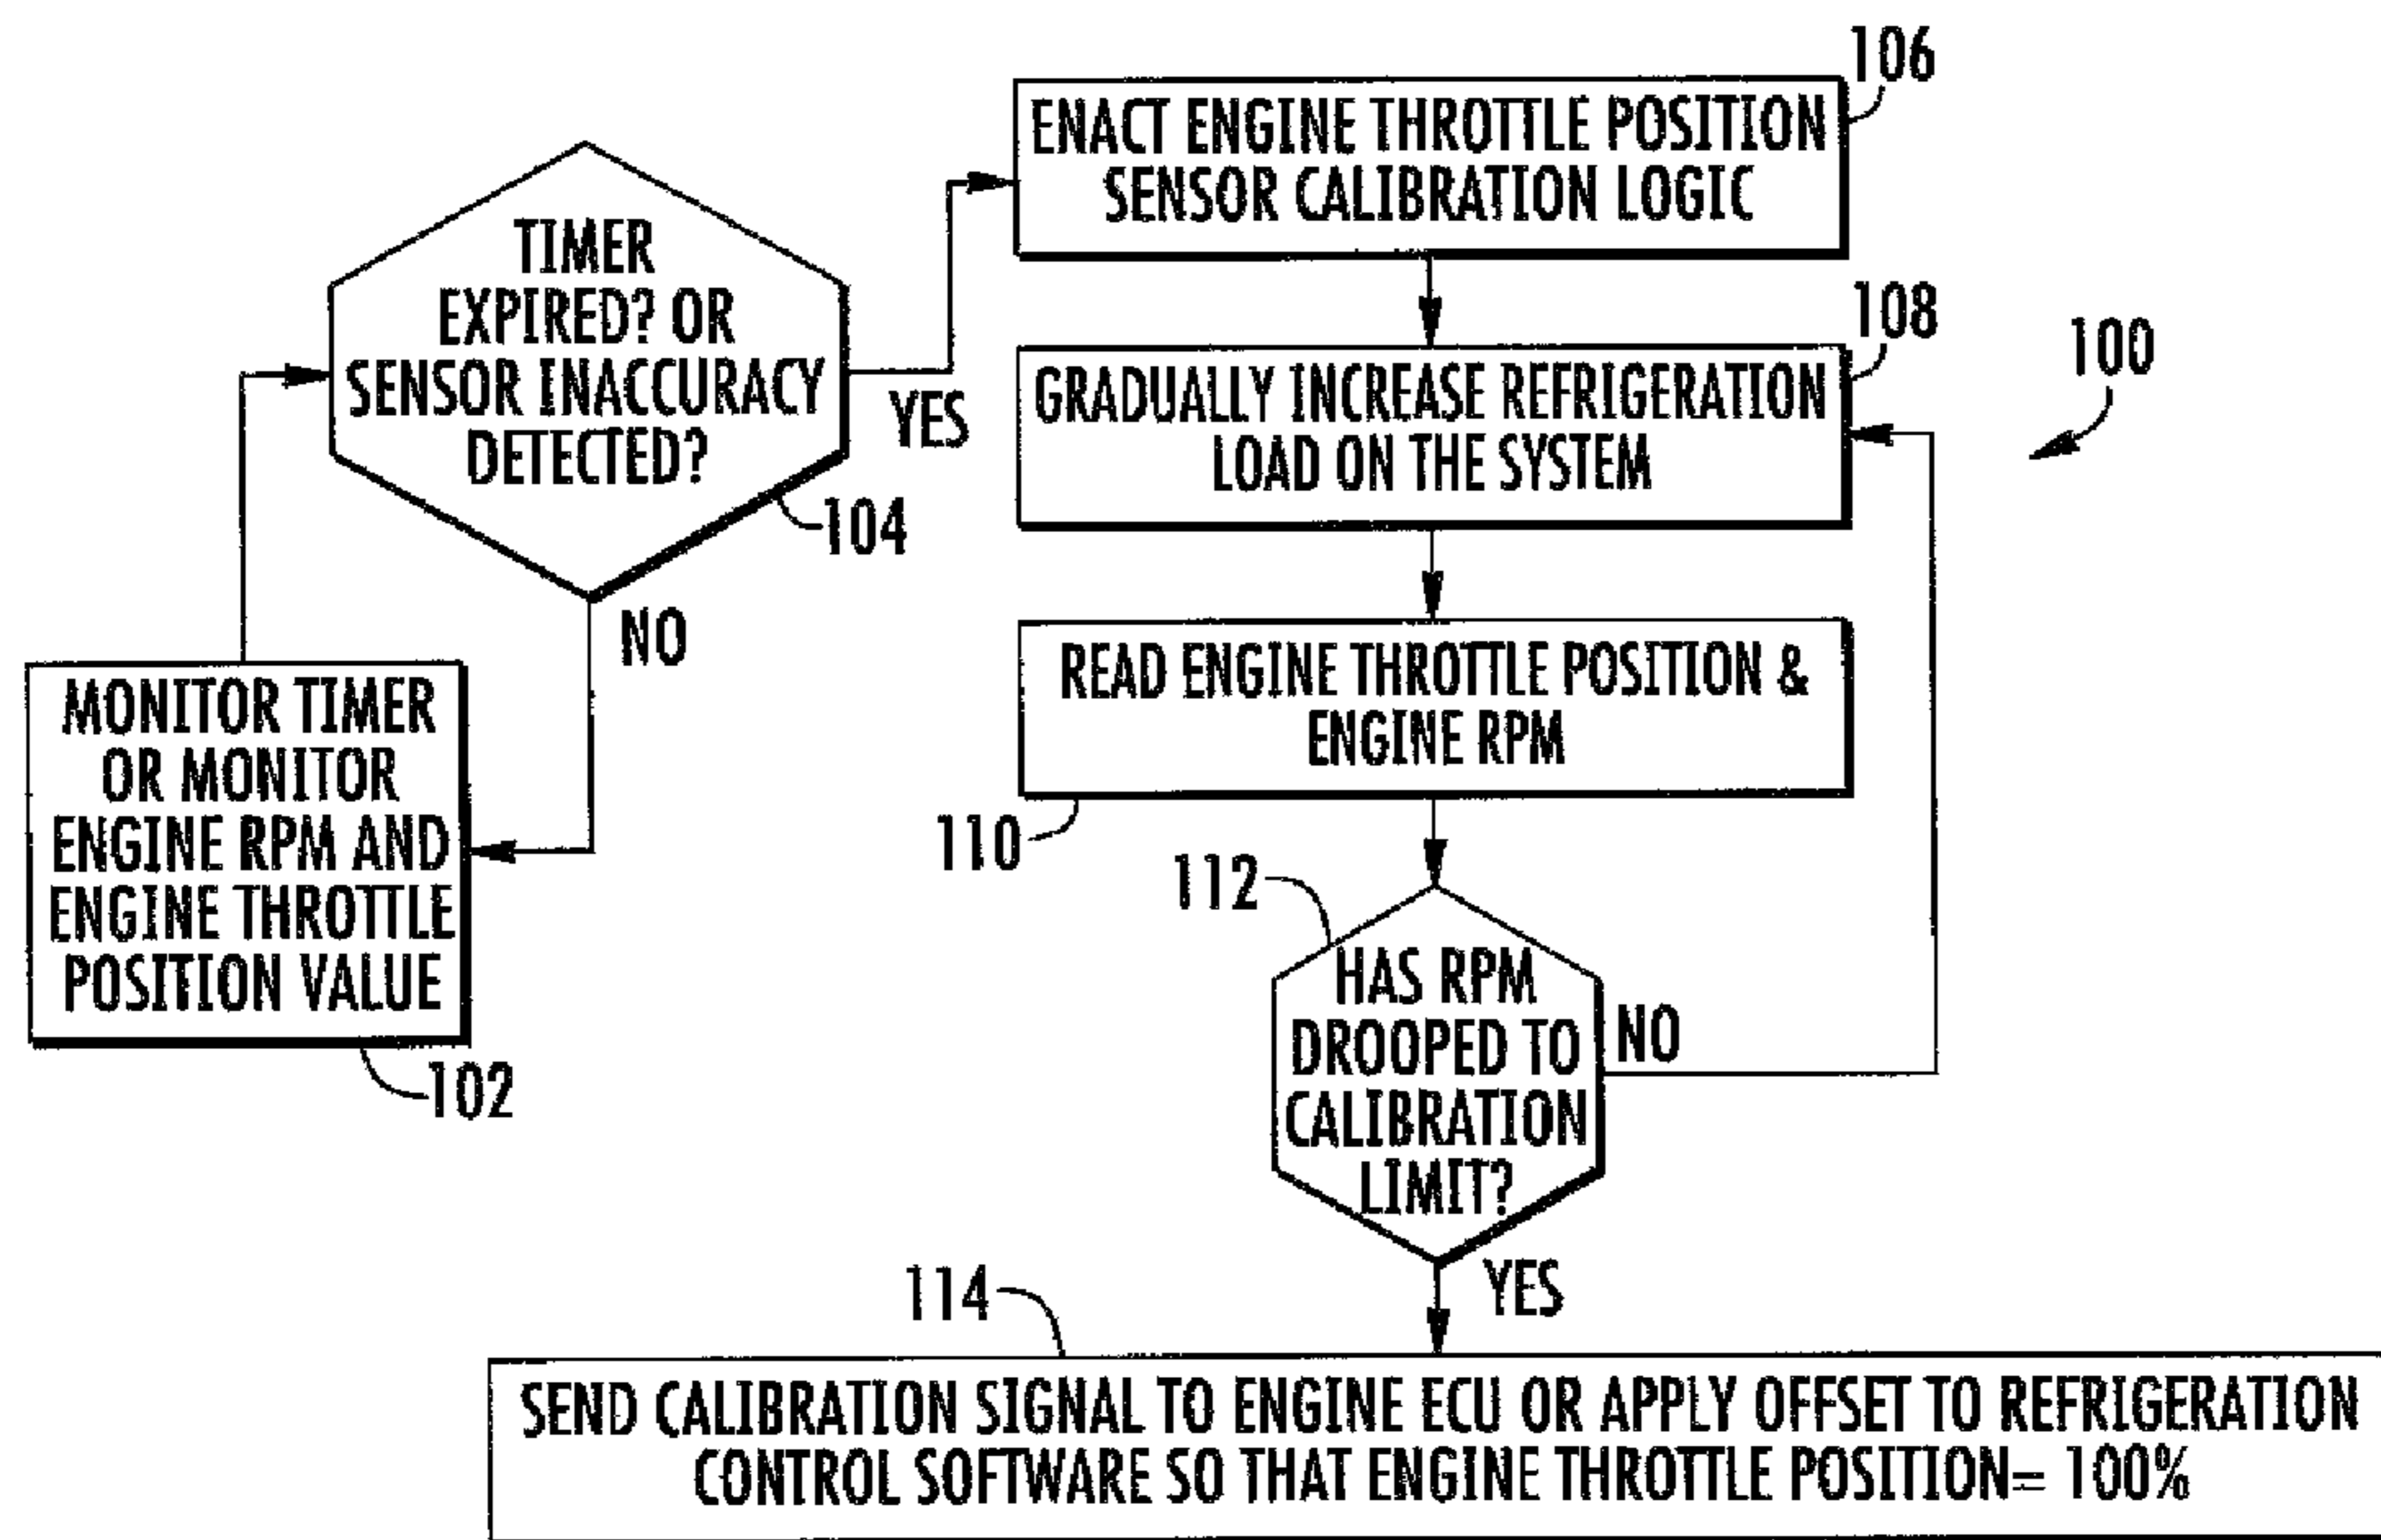 MONITOR TIMER
OR MONITOR
ENGINE RPM AND
ENGINE THROTTLE
POSITION VALUE
102
TIMER
EXPIRED? OR
SENSOR INACCURACY
DETECTED?
104
NO
YES
ENACT ENGINE THROTTLE POSITION
SENSOR CALIBRATION LOGIC
106
GRADUALLY INCREASE REFRIGERATION
LOAD ON THE SYSTEM
108
100
READ ENGINE THROTTLE POSITION &
ENGINE RPM
110
112
HAS RPM
DROOPED TO
CALIBRATION
LIMIT?
NO
YES
114
SEND CALIBRATION SIGNAL TO ENGINE ECU OR APPLY OFFSET TO REFRIGERATION
CONTROL SOFTWARE SO THAT ENGINE THROTTLE POSITION= 100%